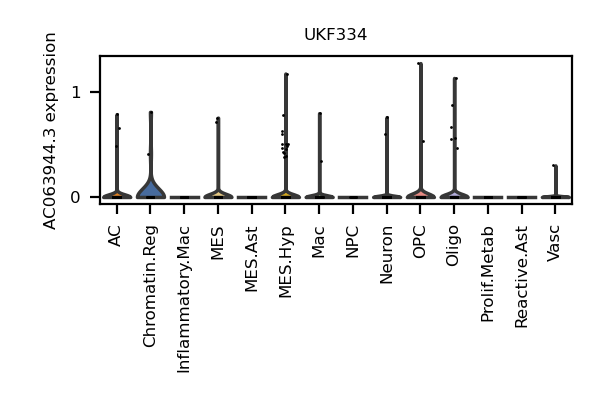 UKF334
AC063944.3 expression
1
0
AC
Chromatin.Reg
Inflammatory.Mac
MES
MES.Ast
MES.Hyp
Mac
NPC
Neuron
OPC
Oligo
Prolif.Metab
Reactive.Ast
Vasc